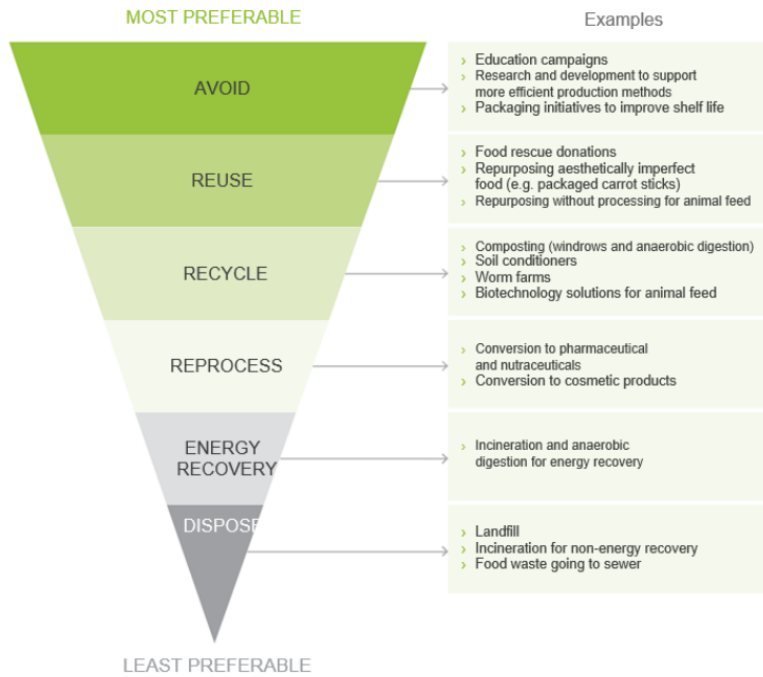 MOST PREFERABLE
Examples
AVOID
› Education campaigns
› Research and development to support
more efficient production methods
› Packaging initiatives to improve shelf life
REUSE
› Food rescue donations
› Repurposing aesthetically imperfect
food (e.g. packaged carrot sticks)
› Repurposing without processing for animal feed
RECYCLE
› Composting (windrows and anaerobic digestion)
› Soil conditioners
› Worm farms
› Biotechnology solutions for animal feed
REPROCESS
› Conversion to pharmaceutical
and nutraceuticals
› Conversion to cosmetic products
ENERGY
RECOVERY
› Incineration and anaerobic
digestion for energy recovery
DISPOSE
› Landfill
› Incineration for non-energy recovery
› Food waste going to sewer
LEAST PREFERABLE